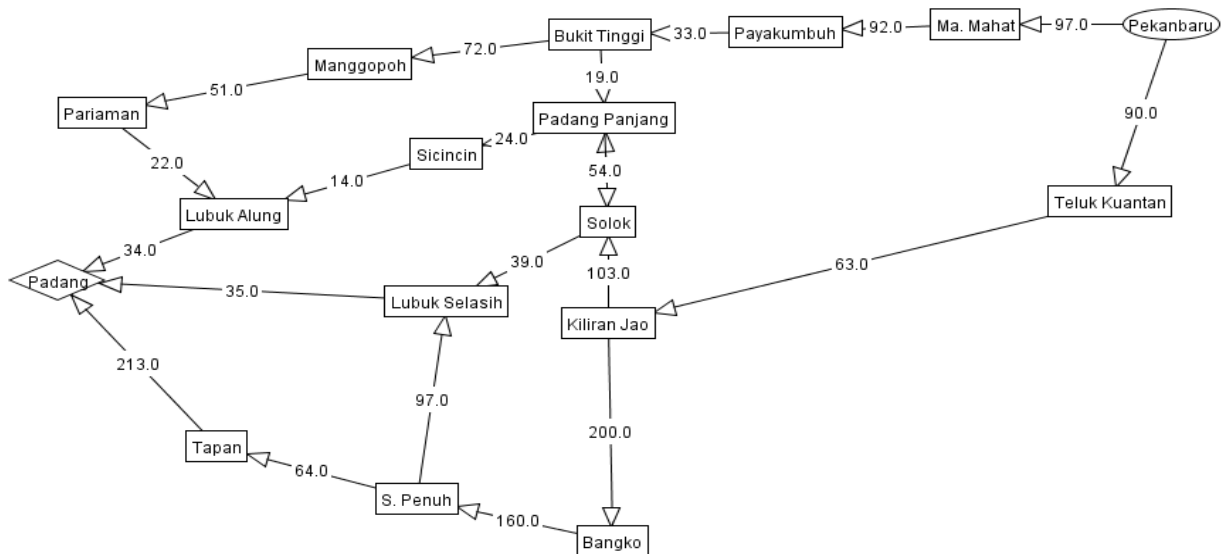 Bukit Tinggi
33.0
Payakumbuh
92.0
Ma. Mahat
97.0
Pekanbaru
72.0
Manggopoh
19.0
51.0
Pariaman
Padang Panjang
90.0
24.0
Sicincin
22.0
54.0
14.0
Teluk Kuantan
Lubuk Alung
Solok
34.0
39.0
63.0
103.0
Padang
35.0
Lubuk Selasih
Kiliran Jao
213.0
97.0
200.0
Tapan
64.0
S. Penuh
160.0
Bangko